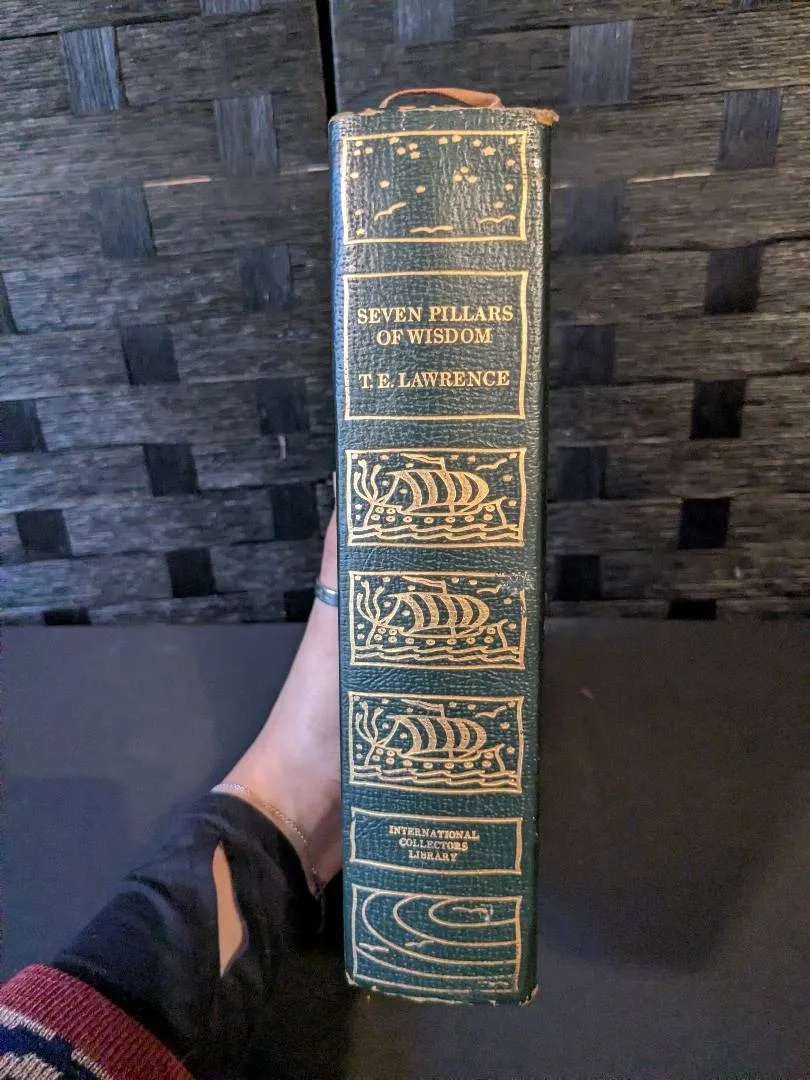 SEVEN PILLARS
OF WISDOM
T. E. LAWRENCE
INTERNATIONAL
COLLECTORS
LIBRARY